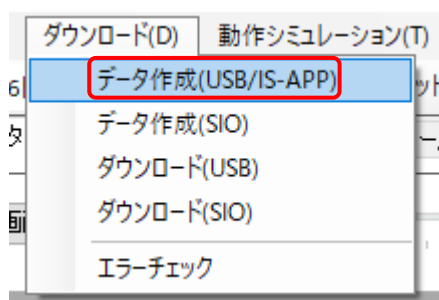 ダウンロード(D) 動作シミュレーション(T)
データ作成(USB/IS-APP)
データ作成(SIO)
ダウンロード(USB)
ダウンロード(SIO)
エラーチェック